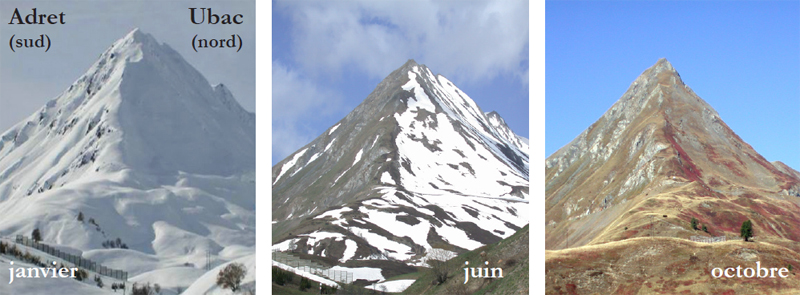 Adret
(sud)
Ubac
(nord)
janvier
juin
octobre